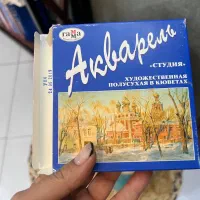 гамма
Акварель
«СТУДИЯ»
ХУДОЖЕСТВЕННАЯ
ПОЛУСУХАЯ В КЮВЕТАХ